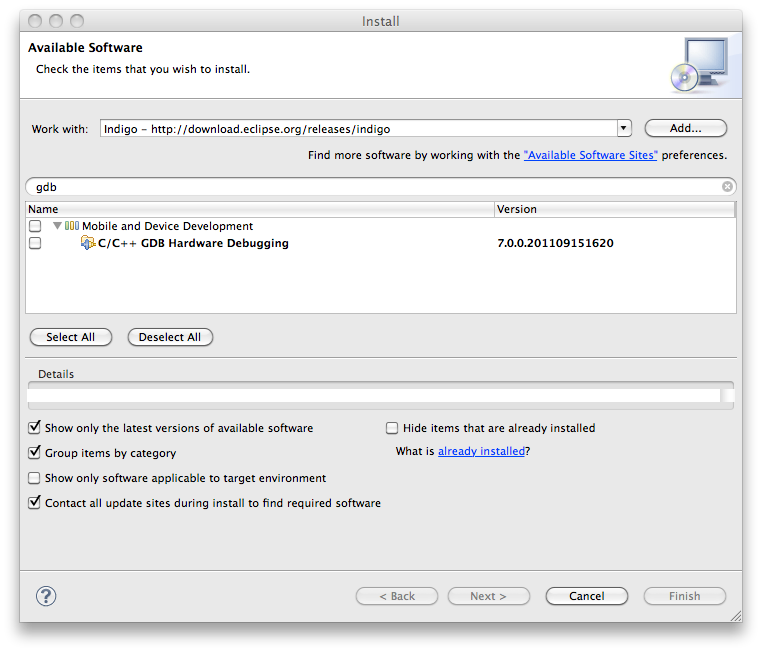 Install
Available Software
Check the items that you wish to install.
Work with: Indigo - http://download.eclipse.org/releases/indigo Add...
Find more software by working with the "Available Software Sites" preferences.
gdb
Name Version
Mobile and Device Development
C/C++ GDB Hardware Debugging 7.0.0.201109151620
Select All Deselect All
Details
Show only the latest versions of available software Hide items that are already installed
Group items by category What is already installed?
Show only software applicable to target environment
Contact all update sites during install to find required software
? < Back Next > Cancel Finish